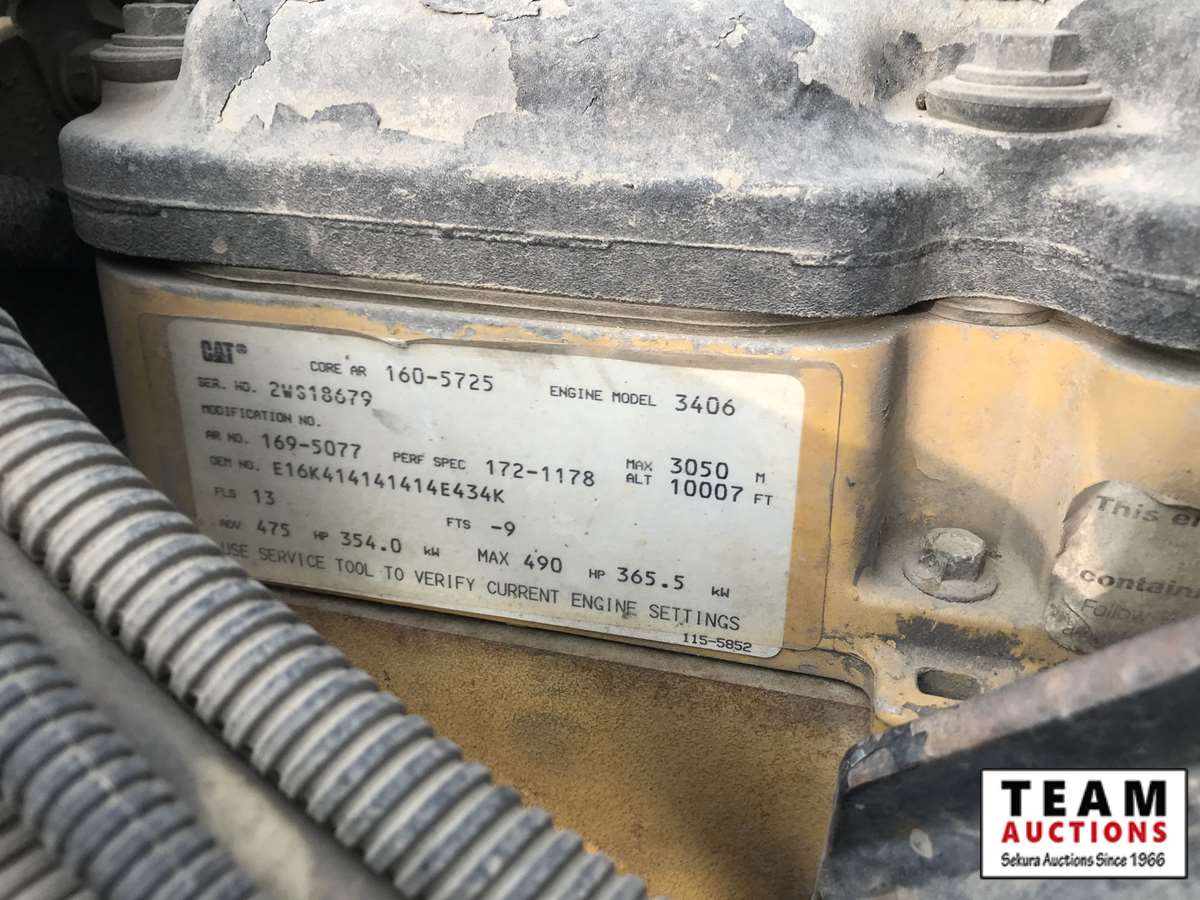 CAT®
CORE AR 160-5725 ENGINE MODEL 3406
SER. NO. 2WS18679
MODIFICATION NO.
AR NO. 169-5077 PERF SPEC 172-1178 MAX ALT 3050 M 10007 FT
OEM NO. E16K414141414E434K
FLS 13 FTS -9
ADV 475 HP 354.0 kW MAX 490 HP 365.5 kW
USE SERVICE TOOL TO VERIFY CURRENT ENGINE SETTINGS
115-5852
This
TEAM
AUCTIONS
Sekura Auctions Since 1966